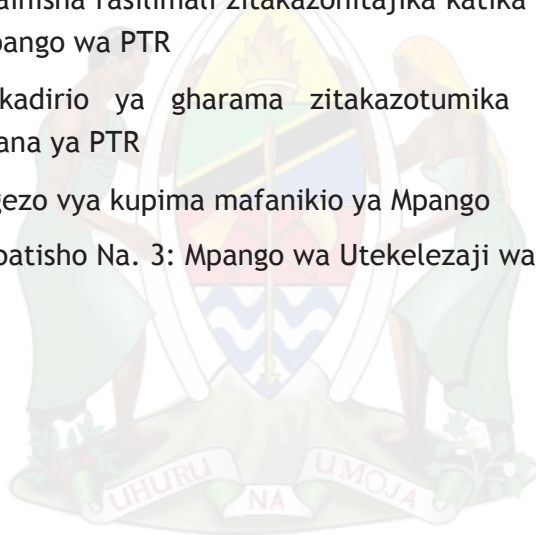 ainisha rasilimali zitakazohitajika katika
pango wa PTR
kadirio ya gharama zitakazotumika
ana ya PTR
gezo vya kupima mafanikio ya Mpango
batisho Na. 3: Mpango wa Utekelezaji wa
UHURU NA UMOJA